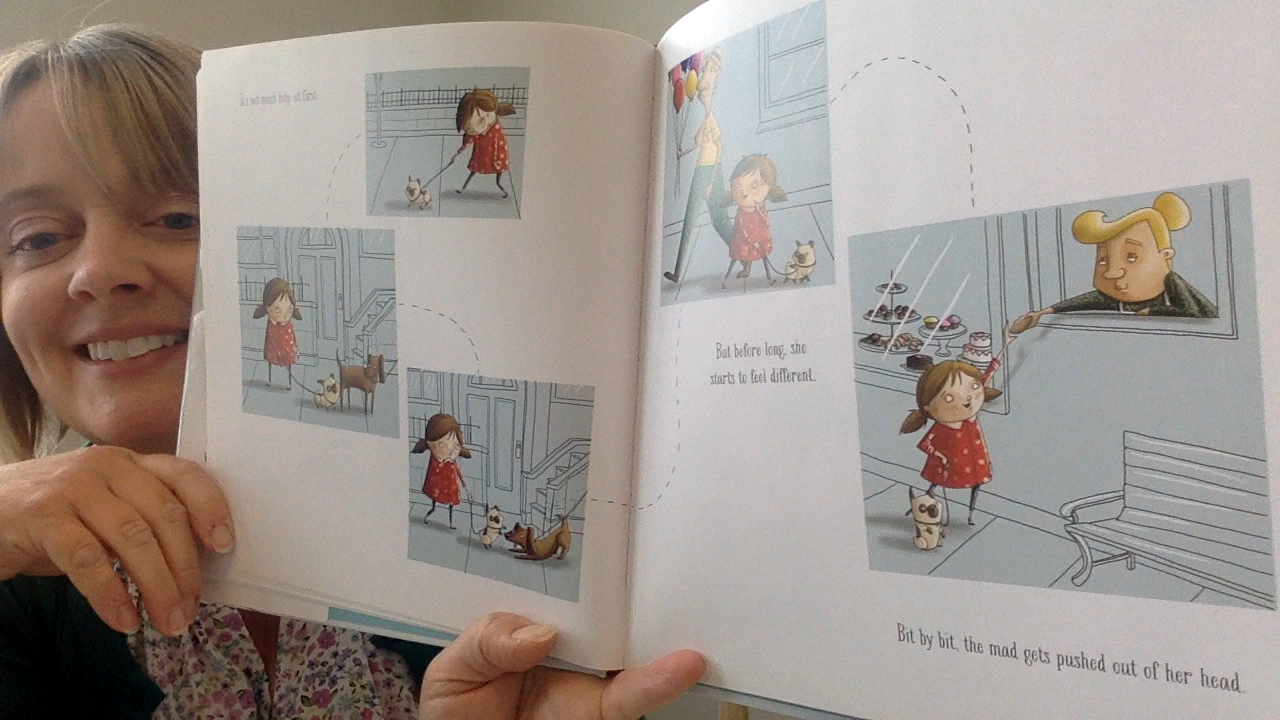 It's not much help at first.
But before long, she
starts to feel different.
Bit by bit, the mad gets pushed out of her head.